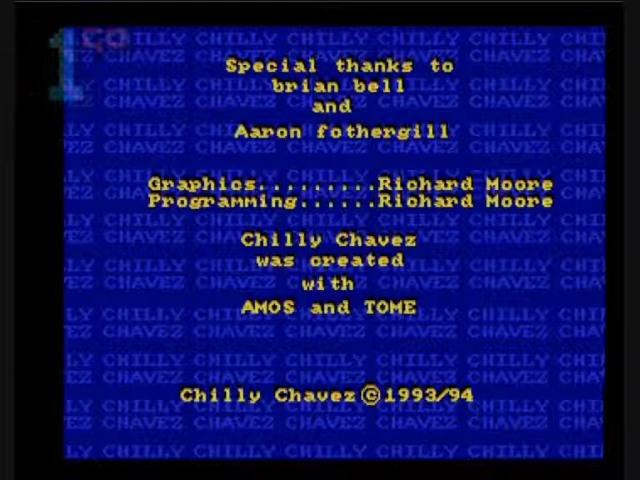 Special thanks to
brian bell
and
Aaron fothergill
Graphics.........Richard Moore
Programming......Richard Moore
Chilly Chavez
was created
with
AMOS and TOME
Chilly Chavez © 1993/94